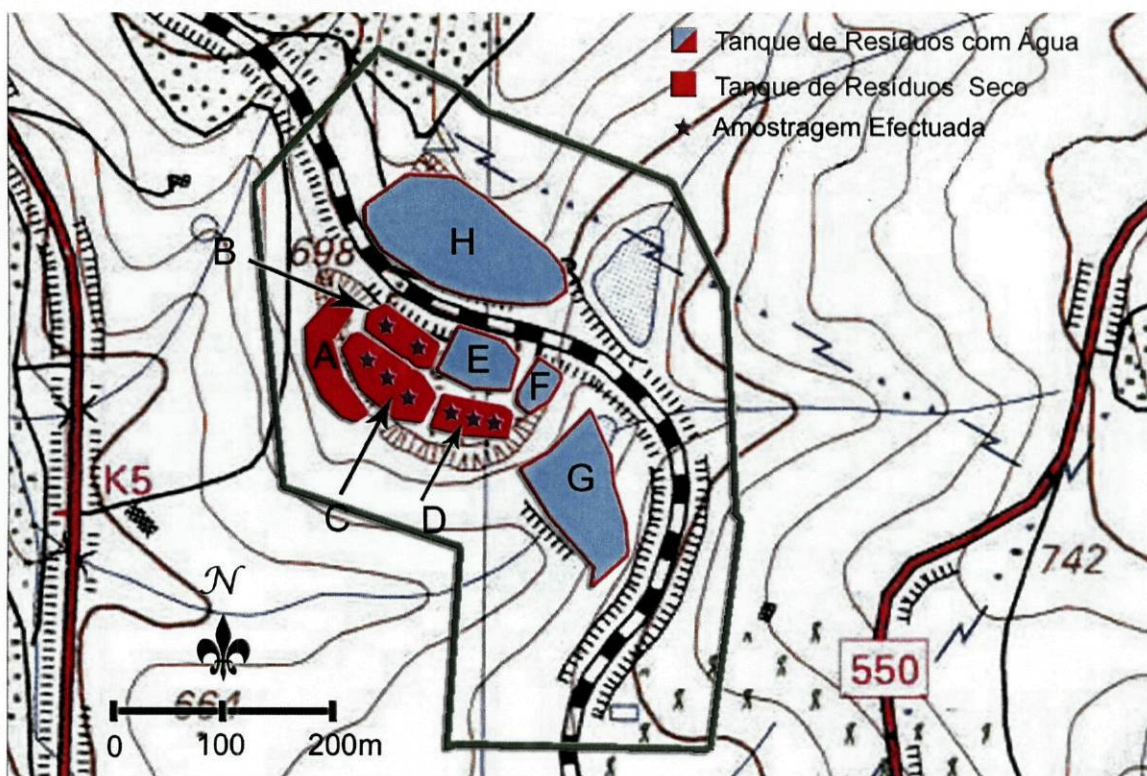 Tanque de Resíduos com Água
Tanque de Resíduos Seco
Amostragem Efectuada
H
B
698
A
E
F
G
K5
C
D
742
N
550
664
0 100 200m